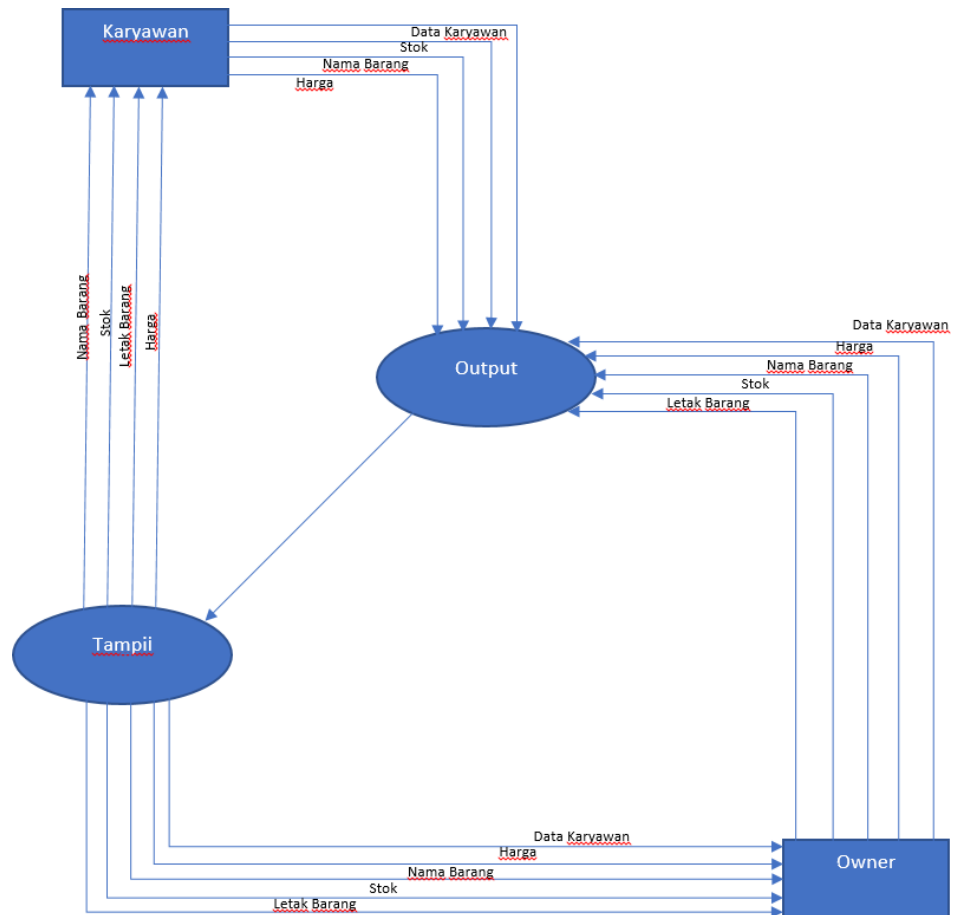 Karyawan
Data Karyawan
Stok
Nama Barang
Harga
Nama Barang
Stok
Letak Barang
Harga
Output
Data Karyawan
Harga
Nama Barang
Stok
Letak Barang
Tampii
Data Karyawan
Harga
Nama Barang
Stok
Letak Barang
Owner